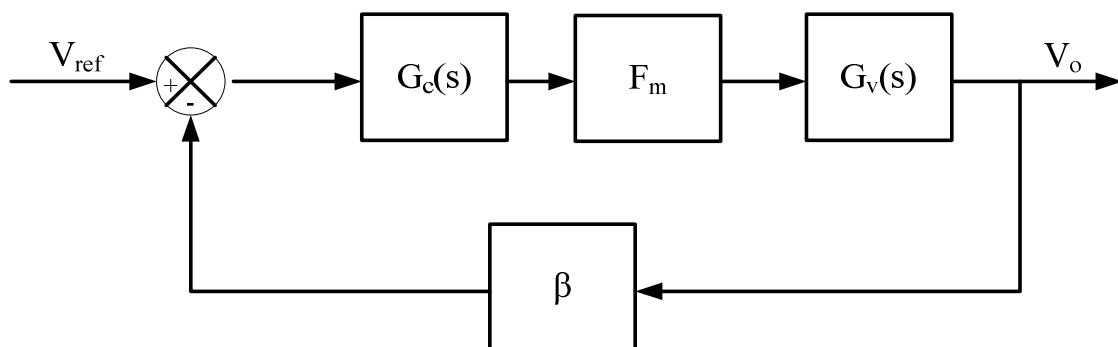 V_ref
+
-
G_c(s)
F_m
G_v(s)
V_o
β